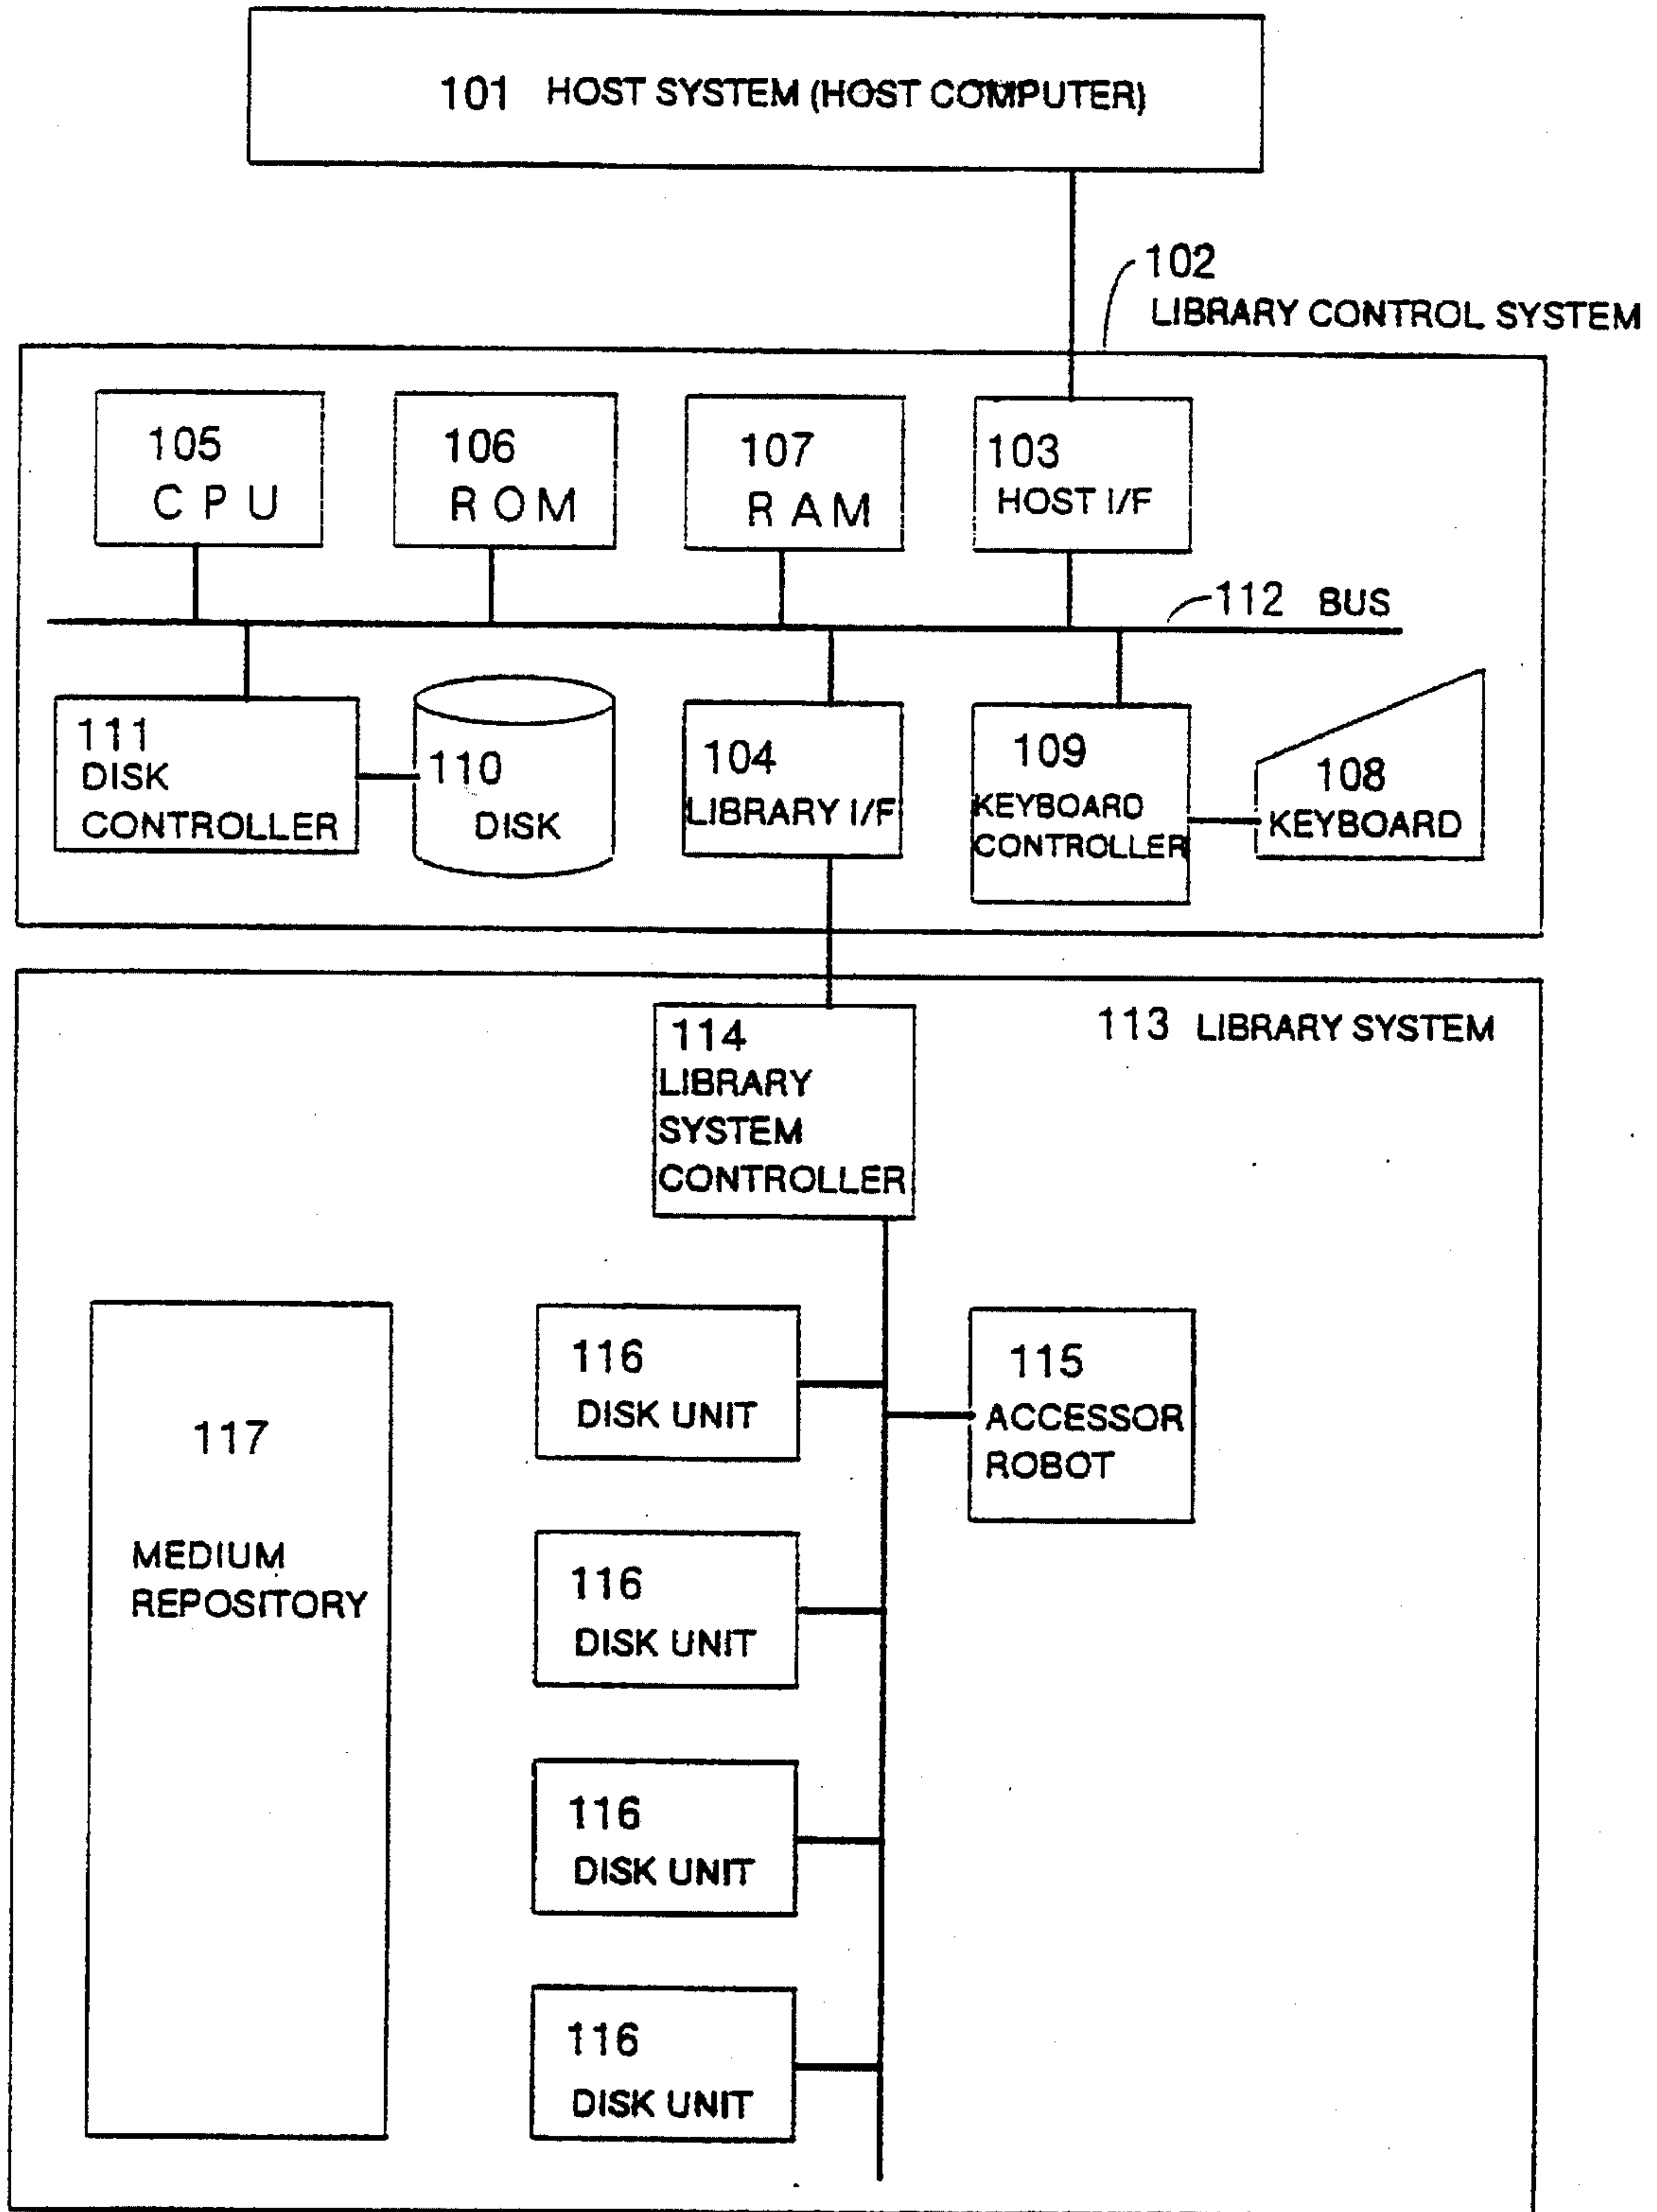 101 HOST SYSTEM (HOST COMPUTER)
102
LIBRARY CONTROL SYSTEM
105
CPU
106
ROM
107
RAM
103
HOST I/F
112 BUS
111
DISK
CONTROLLER
110
DISK
104
LIBRARY I/F
109
KEYBOARD
CONTROLLER
108
KEYBOARD
113 LIBRARY SYSTEM
114
LIBRARY
SYSTEM
CONTROLLER
117
MEDIUM
REPOSITORY
116
DISK UNIT
115
ACCESSOR
ROBOT
116
DISK UNIT
116
DISK UNIT
116
DISK UNIT